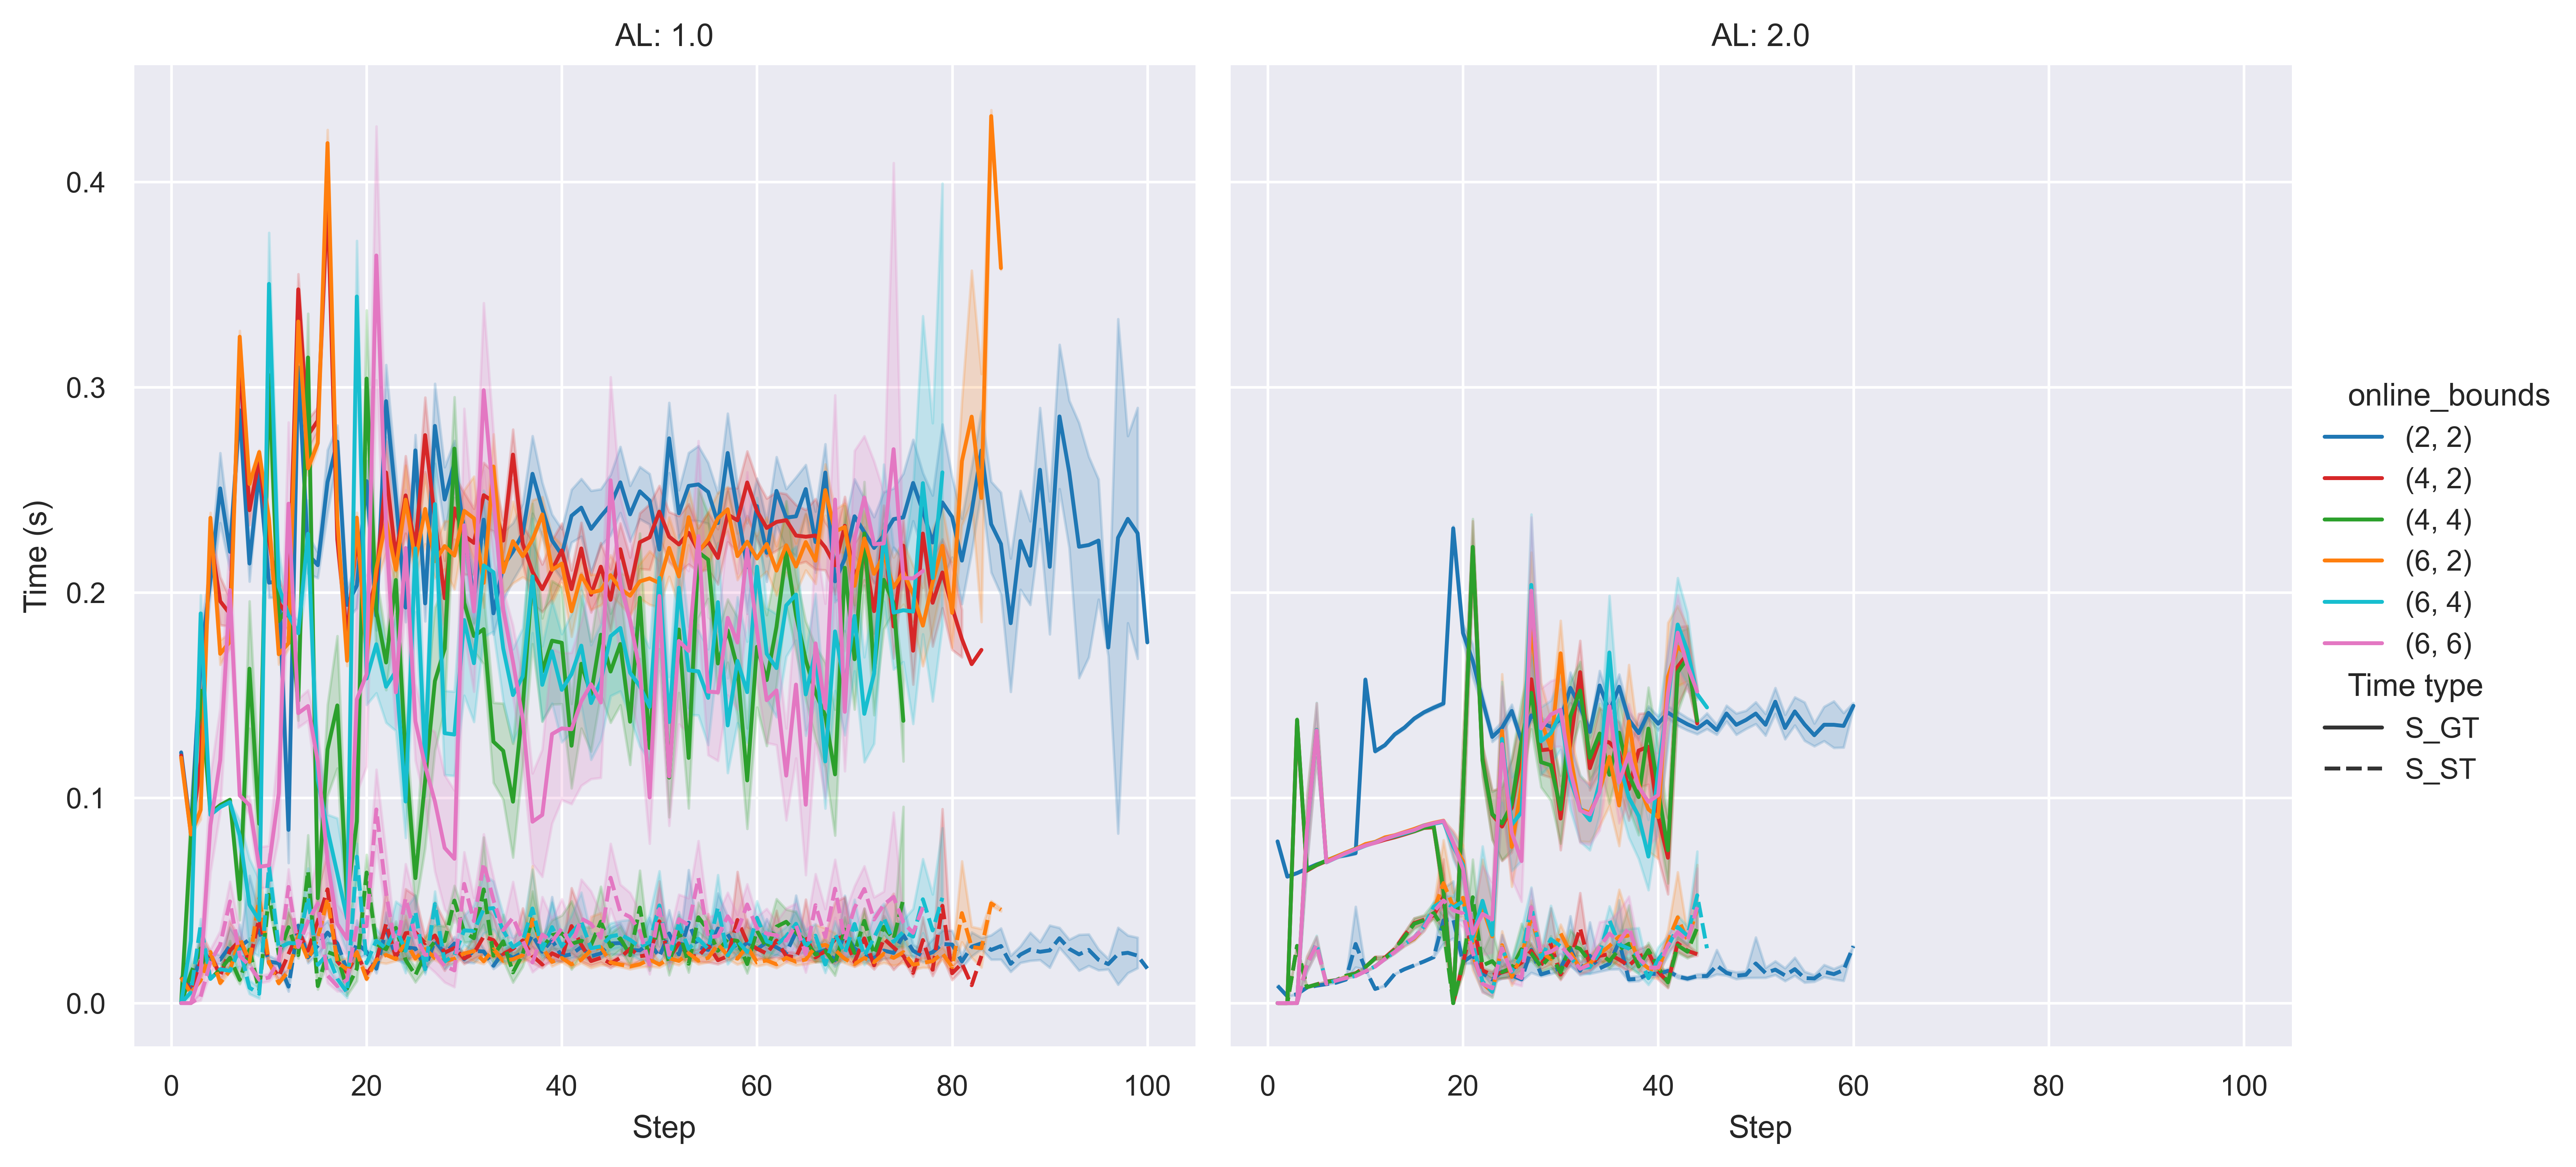 AL: 1.0
AL: 2.0
Time (s)
0.4
0.3
0.2
0.1
0.0
0 20 40 60 80 100
0 20 40 60 80 100
Step
Step
online_bounds
(2, 2)
(4, 2)
(4, 4)
(6, 2)
(6, 4)
(6, 6)
Time type
S_GT
S_ST